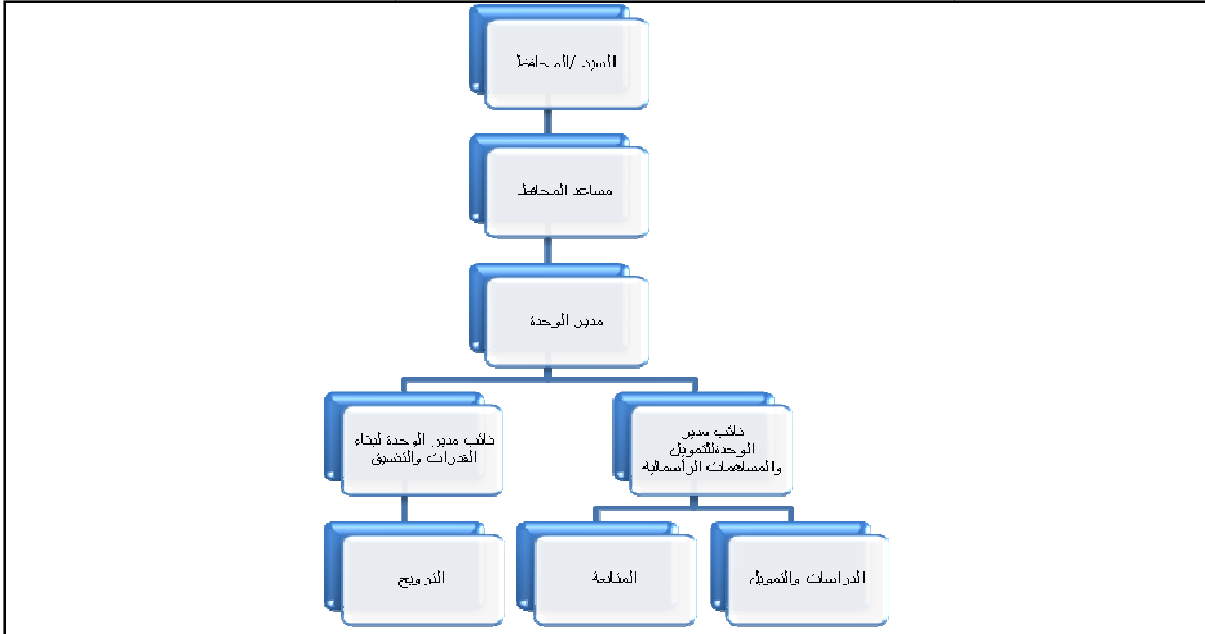 السيد /المحافظ
مساعد المحافظ
مدير الوحدة
نائب مدير
الوحدةللتمويل
والمساهمات الرأسمالية
نائب مدير الوحدة لبناء
القدرات والتنسيق
الدراسات والتمويل
المتابعة
الترويج